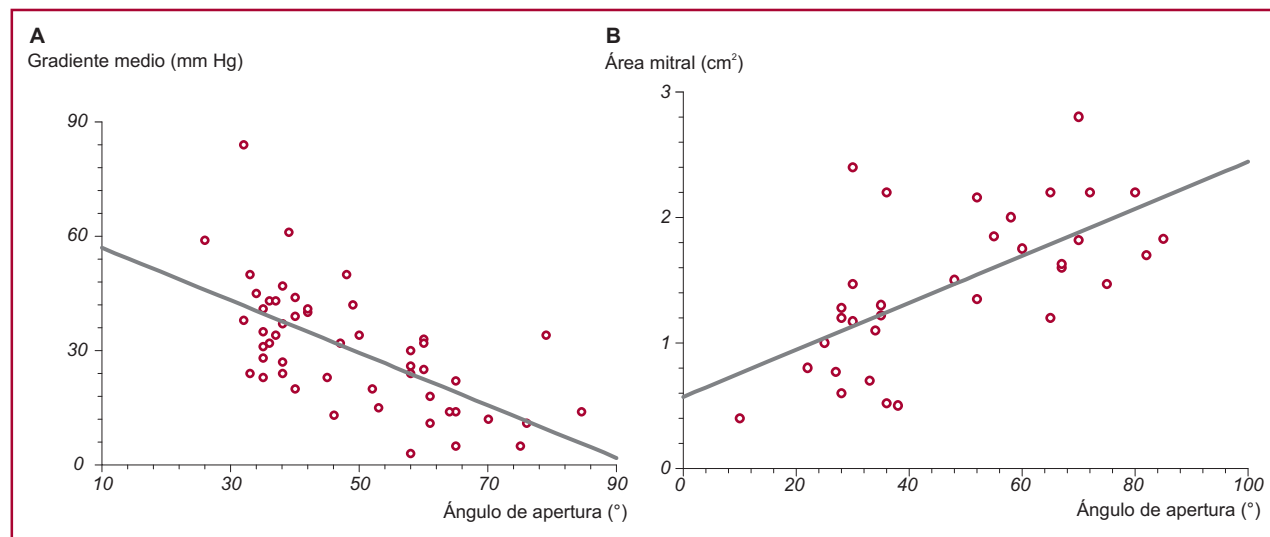 A
Gradiente medio (mm Hg)
90
60
30
0
10 30 50 70 90
Ángulo de apertura (°)
B
Área mitral (cm²)
3
2
1
0
0 20 40 60 80 100
Ángulo de apertura (°)